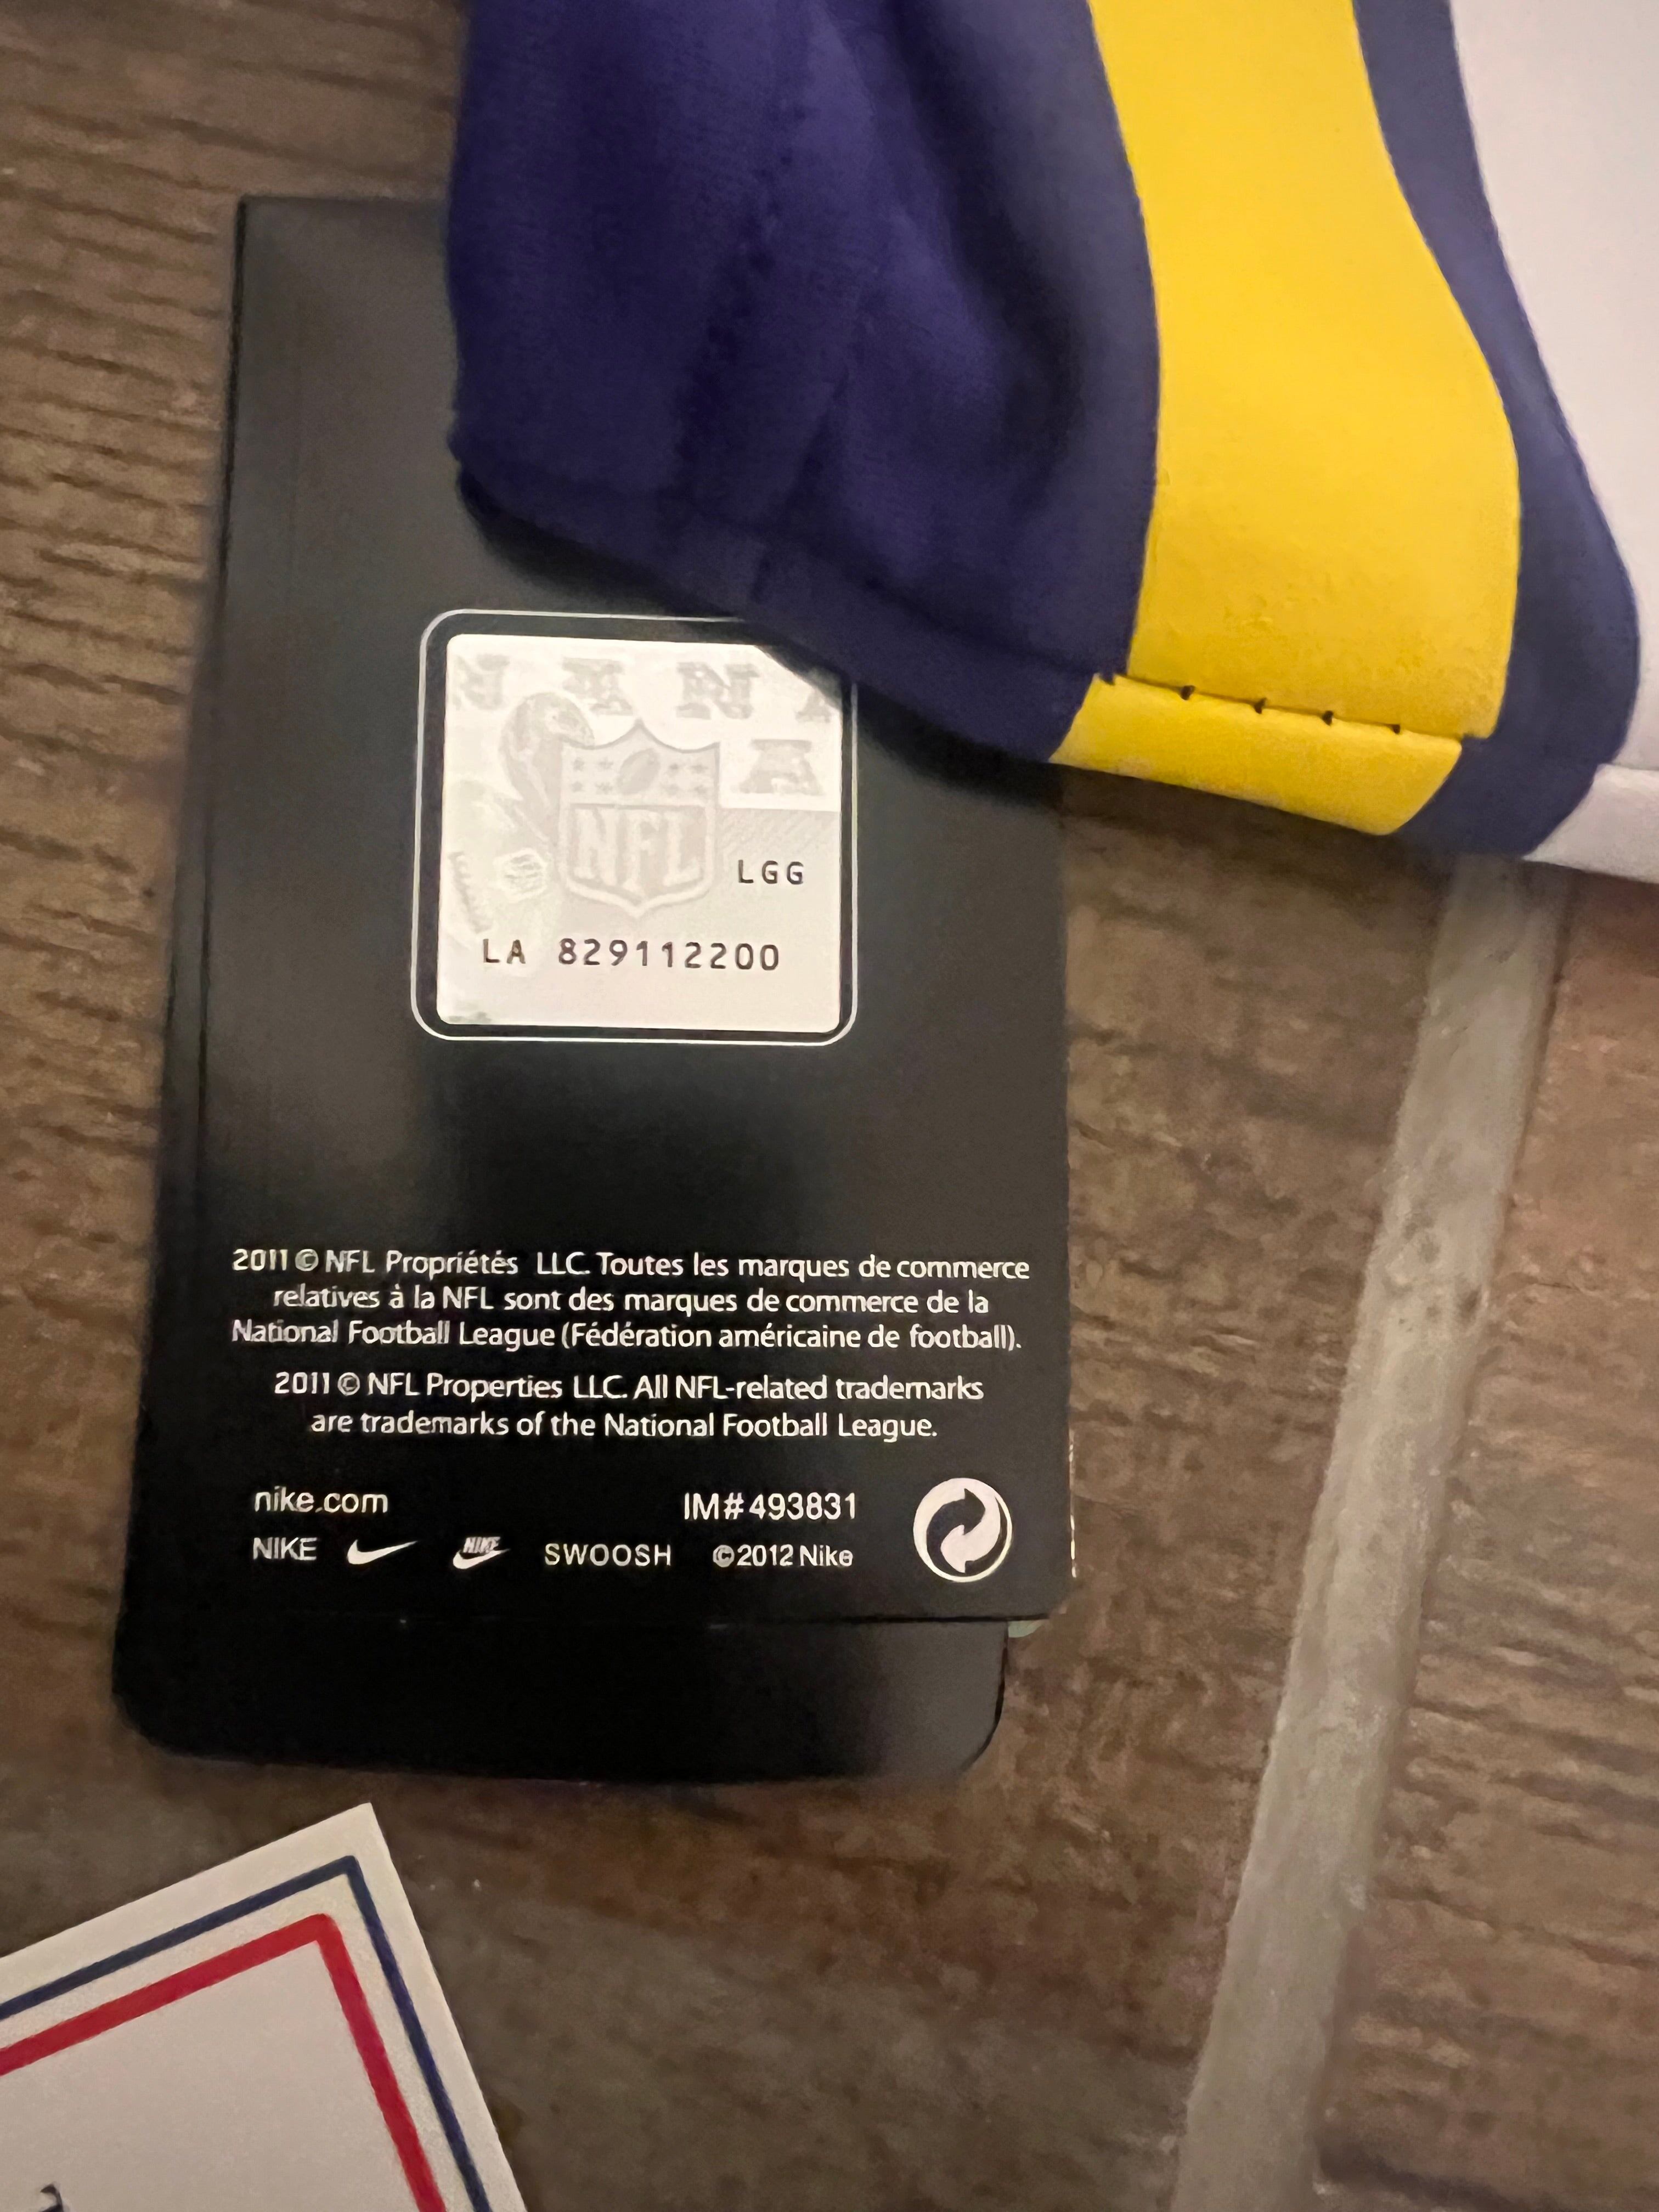 NFL
LGG
LA 829112200
2011 © NFL Propriétés LLC. Toutes les marques de commerce
relatives à la NFL sont des marques de commerce de la
National Football League (Fédération américaine de football).
2011 © NFL Properties LLC. All NFL-related trademarks
are trademarks of the National Football League.
nike.com IM#493831
NIKE NIKE SWOOSH ©2012 Nike